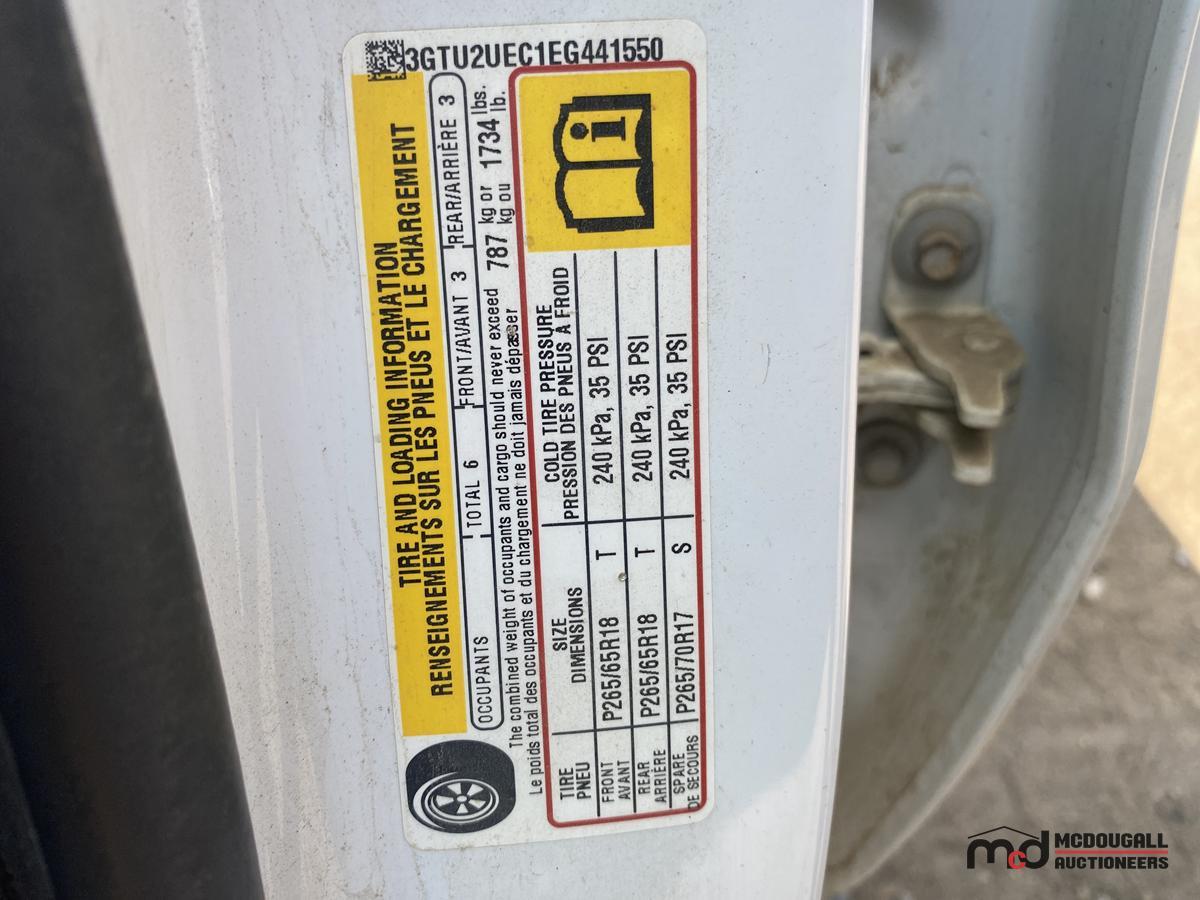 3GTU2UEC1EG441550
TIRE AND LOADING INFORMATION
RENSEIGNEMENTS SUR LES PNEUS ET LE CHARGEMENT
OCCUPANTS TOTAL 6 FRONT/AVANT 3 REAR/ARRIÈRE 3
The combined weight of occupants and cargo should never exceed 787 kg or 1734 lbs.
Le poids total des occupants et du chargement ne doit jamais dépasser kg ou lb.
TIRE SIZE COLD TIRE PRESSURE
PNEU DIMENSIONS PRESSION DES PNEUS À FROID
FRONT
AVANT P265/65R18 T 240 kPa, 35 PSI
REAR
ARRIÈRE P265/65R18 T 240 kPa, 35 PSI
SPARE
DE SECOURS P265/70R17 S 240 kPa, 35 PSI
i
mcd MCDOUGALL
AUCTIONEERS